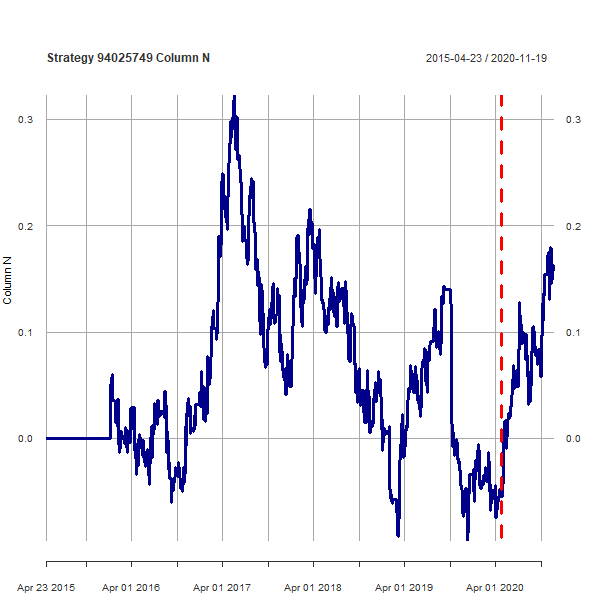 Strategy 94025749 Column N
2015-04-23 / 2020-11-19
0.3
0.3
0.2
0.2
Column N
0.1
0.1
0.0
0.0
Apr 23 2015
Apr 01 2016
Apr 01 2017
Apr 01 2018
Apr 01 2019
Apr 01 2020